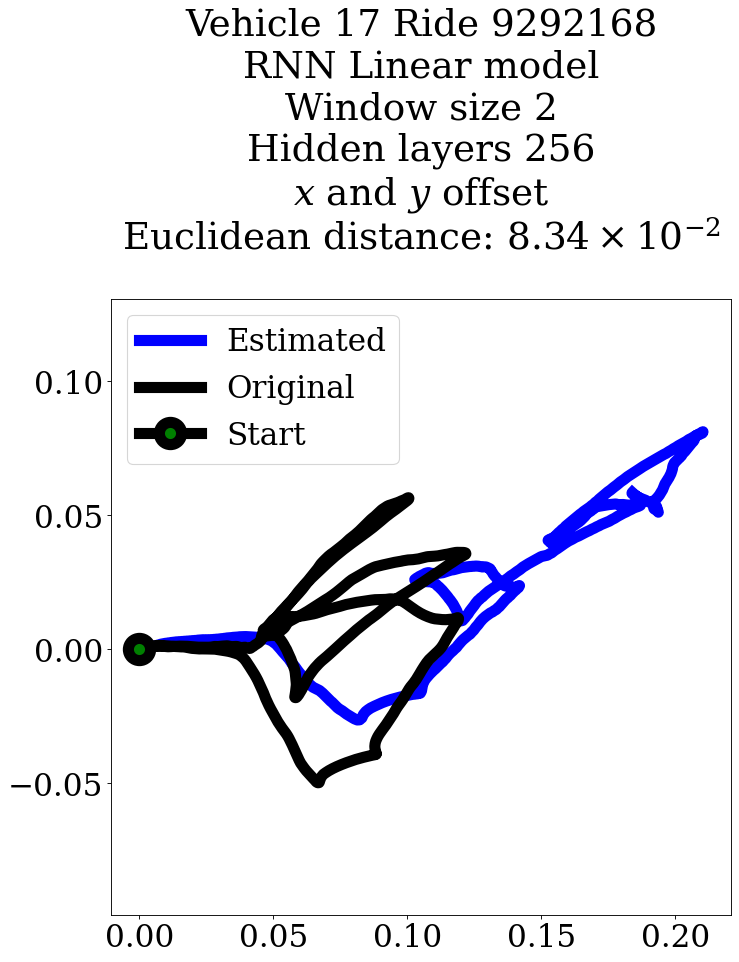 Vehicle 17 Ride 9292168
RNN Linear model
Window size 2
Hidden layers 256
x and y offset
Euclidean distance: 8.34 × 10⁻²
Estimated
Original
Start
0.10
0.05
0.00
−0.05
0.00 0.05 0.10 0.15 0.20